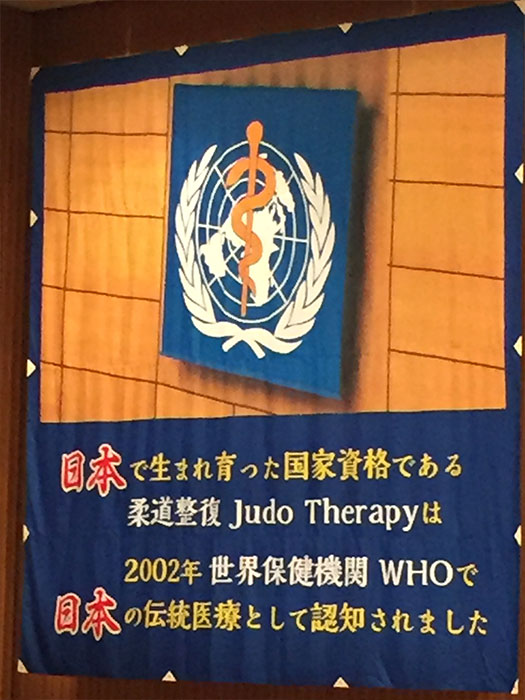 日本で生まれ育った国家資格である
柔道整復 Judo Therapyは
2002年 世界保健機関 WHOで
日本の伝統医療として認知されました